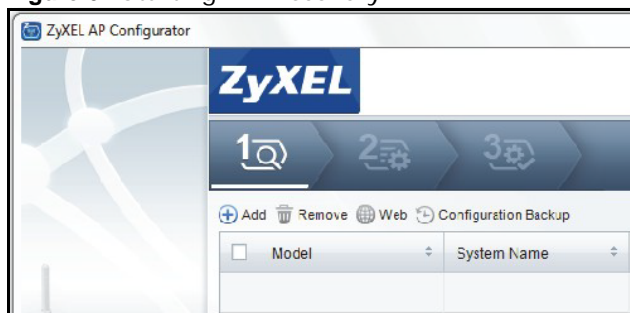 ZyXEL AP Configurator
ZyXEL
1 2 3
Add Remove Web Configuration Backup
Model System Name